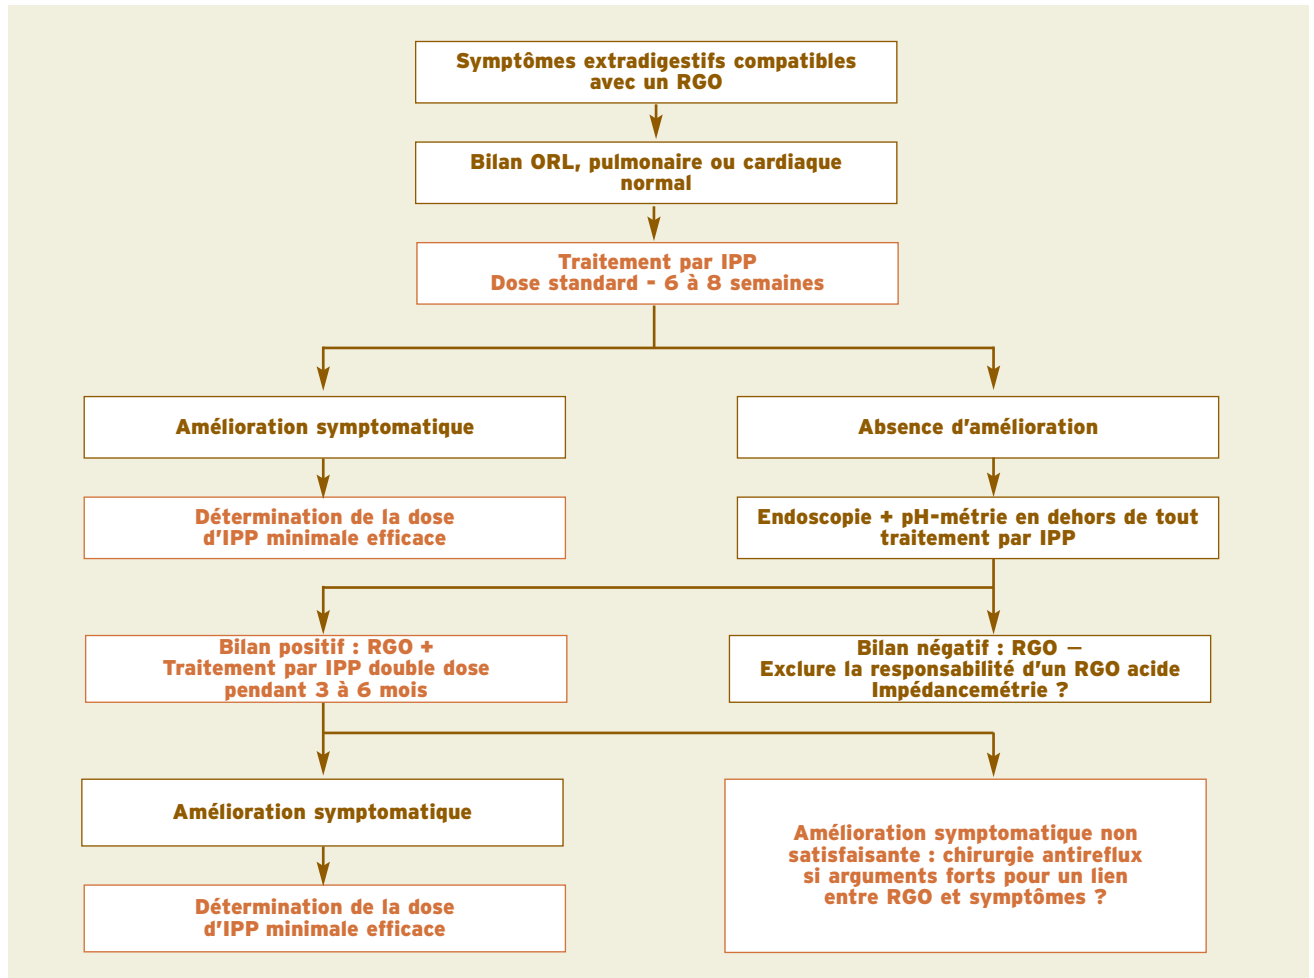 Symptômes extradigestifs compatibles
avec un RGO
Bilan ORL, pulmonaire ou cardiaque
normal
Traitement par IPP
Dose standard - 6 à 8 semaines
Amélioration symptomatique
Absence d'amélioration
Détermination de la dose
d'IPP minimale efficace
Endoscopie + pH-métrie en dehors de tout
traitement par IPP
Bilan positif : RGO +
Traitement par IPP double dose
pendant 3 à 6 mois
Bilan négatif : RGO –
Exclure la responsabilité d'un RGO acide
Impédancemétrie ?
Amélioration symptomatique
Amélioration symptomatique non
satisfaisante : chirurgie antireflux
si arguments forts pour un lien
entre RGO et symptômes ?
Détermination de la dose
d'IPP minimale efficace